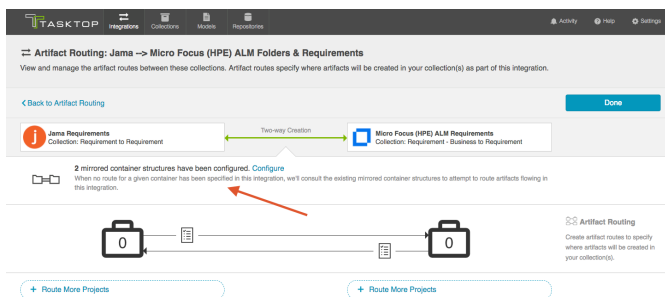 TASKTOP
Integrations
Collections
Models
Repositories
Activity
Help
Settings
Artifact Routing: Jama --> Micro Focus (HPE) ALM Folders & Requirements
View and manage the artifact routes between these collections. Artifact routes specify where artifacts will be created in your collection(s) as part of this integration.
Back to Artifact Routing
Done
Jama Requirements
Collection: Requirement to Requirement
Two-way Creation
Micro Focus (HPE) ALM Requirements
Collection: Requirement - Business to Requirement
2 mirrored container structures have been configured. Configure
When no route for a given container has been specified in this integration, we'll consult the existing mirrored container structures to attempt to route artifacts flowing in
this integration.
0
0
Artifact Routing
Create artifact routes to specify
where artifacts will be created in
your collection(s).
+ Route More Projects
+ Route More Projects